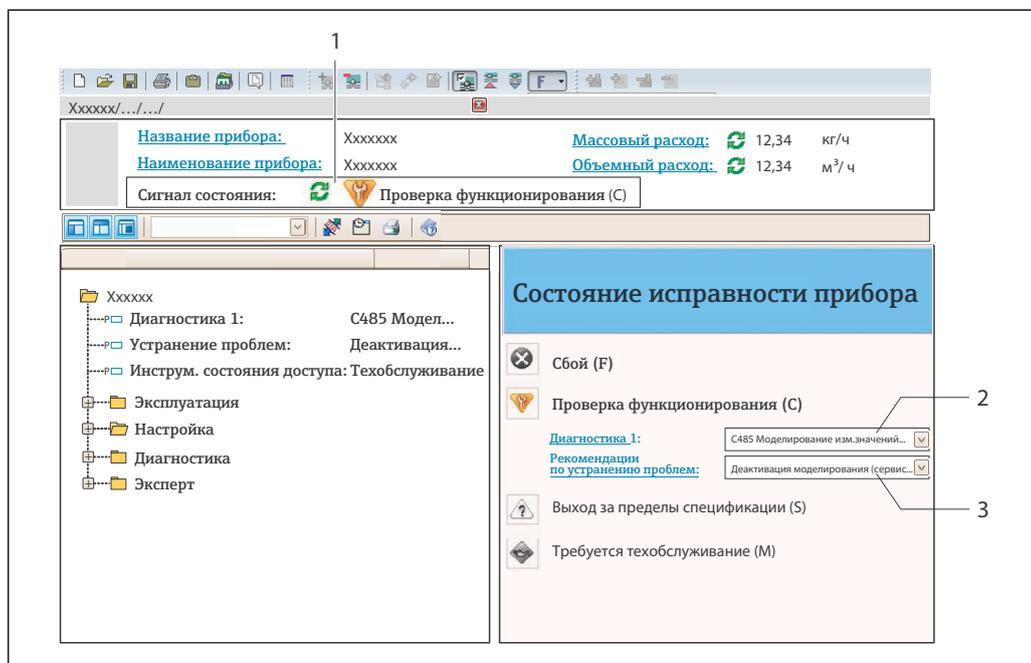 1
F
Xxxxxx/.../.../
Название прибора: Xxxxxxx Массовый расход: 12,34 кг/ч
Наименование прибора: Xxxxxxx Объемный расход: 12,34 м³/ ч
Сигнал состояния: Проверка функционирования (C)
Xxxxxx
P Диагностика 1: C485 Модел...
P Устранение проблем: Деактивация...
P Инструм. состояния доступа: Техобслуживание
Эксплуатация
Настройка
Диагностика
Эксперт
Состояние исправности прибора
Сбой (F)
Проверка функционирования (C)
2
Диагностика 1: C485 Моделирование изм.значений...
Рекомендации
по устранению проблем: Деактивация моделирования (сервис...
3
Выход за пределы спецификации (S)
Требуется техобслуживание (M)